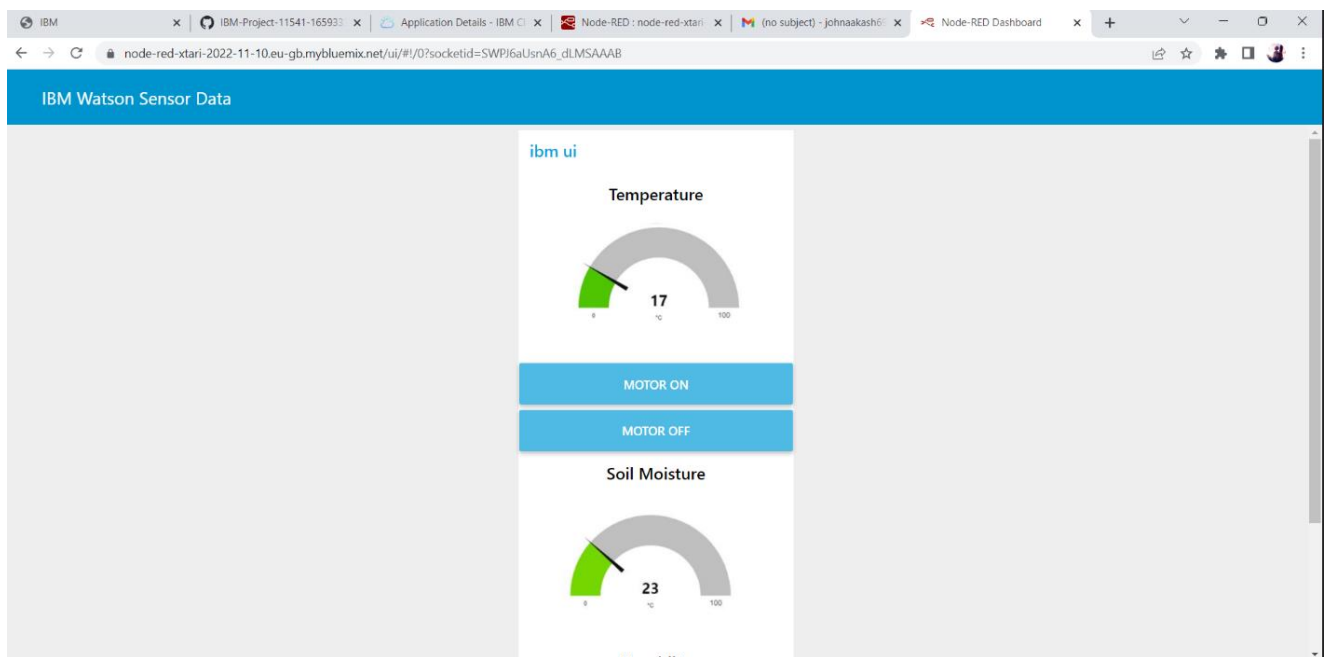 IBM
IBM-Project-11541-165933
Application Details - IBM Cl
Node-RED : node-red-xtari
(no subject) - johnaakash6
Node-RED Dashboard
node-red-xtari-2022-11-10.eu-gb.mybluemix.net/ui/#!/0?socketid=SWPJ6aUsnA6_dLMSAAAB
IBM Watson Sensor Data
ibm ui
Temperature
17
0 °C 100
MOTOR ON
MOTOR OFF
Soil Moisture
23
0 °C 100